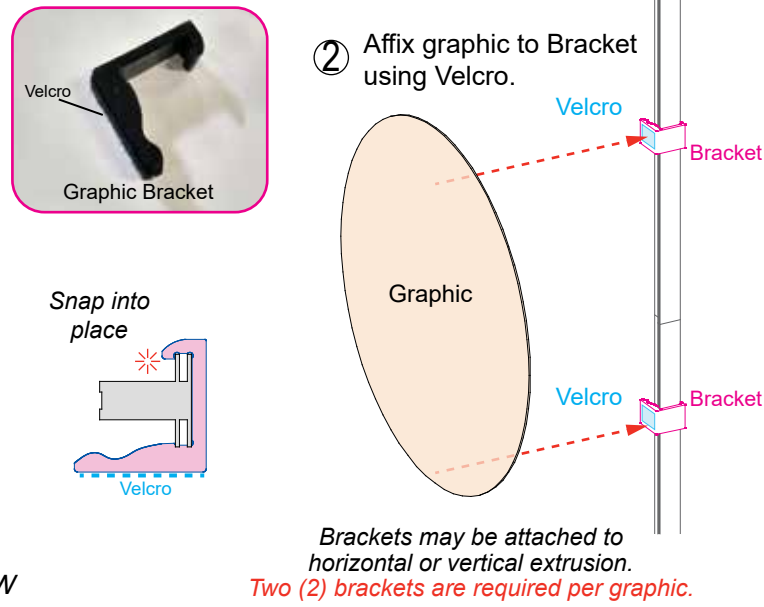 Velcro
Graphic Bracket
② Affix graphic to Bracket
using Velcro.
Velcro
Bracket
Graphic
Snap into
place
Velcro
Velcro
Bracket
Brackets may be attached to
horizontal or vertical extrusion.
Two (2) brackets are required per graphic.